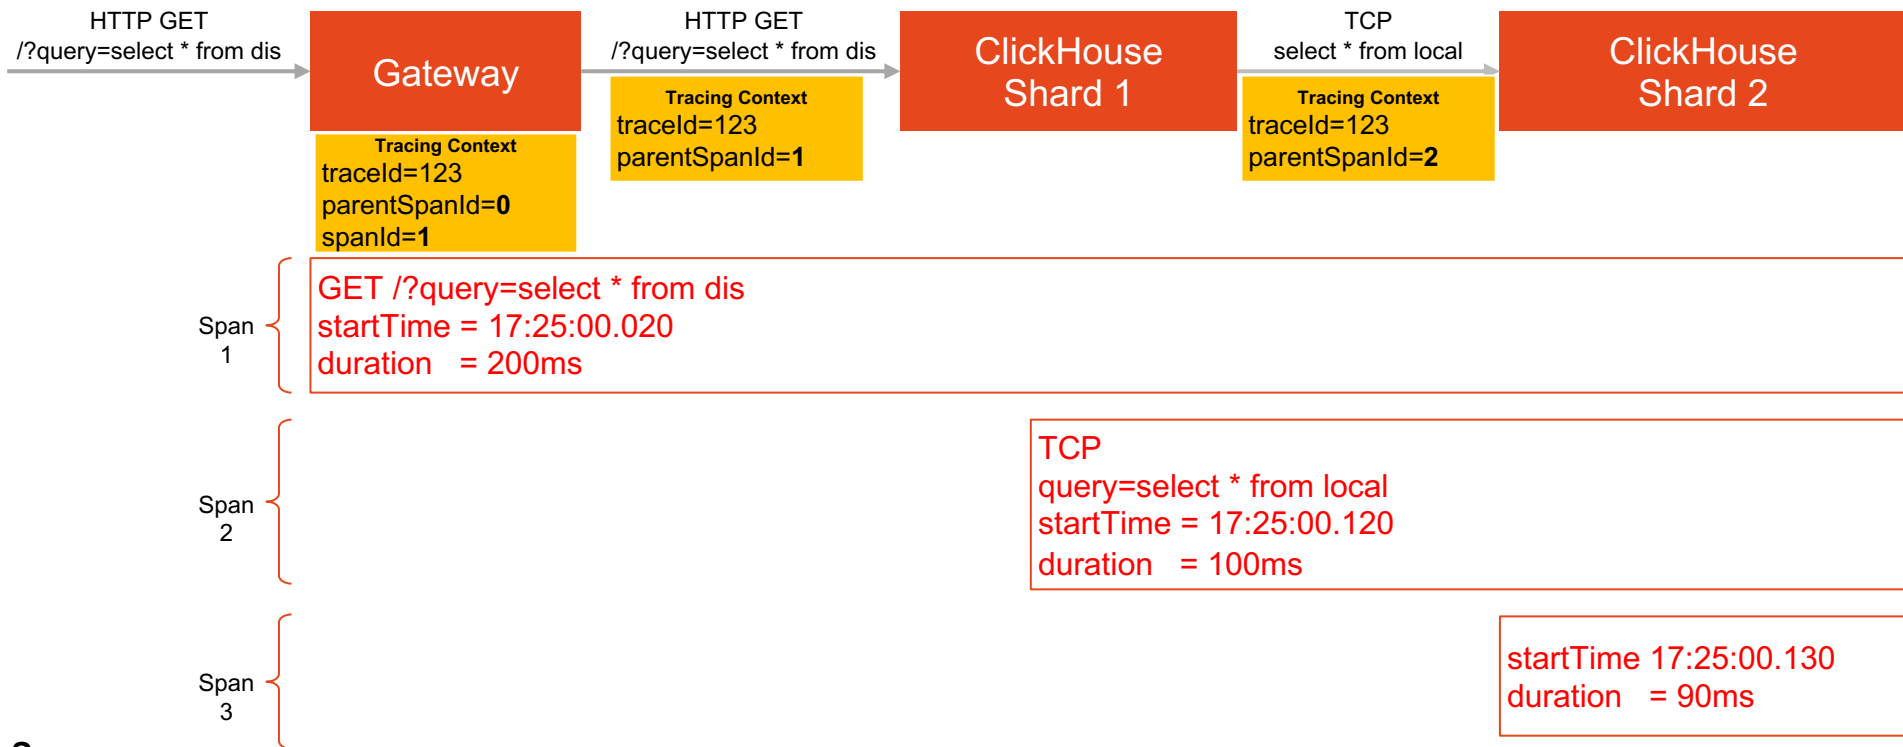 HTTP GET
/?query=select * from dis
Gateway
HTTP GET
/?query=select * from dis
ClickHouse
Shard 1
TCP
select * from local
ClickHouse
Shard 2
Tracing Context
traceId=123
parentSpanId=0
spanId=1
Tracing Context
traceId=123
parentSpanId=1
Tracing Context
traceId=123
parentSpanId=2
Span
1
GET /?query=select * from dis
startTime = 17:25:00.020
duration = 200ms
Span
2
TCP
query=select * from local
startTime = 17:25:00.120
duration = 100ms
Span
3
startTime 17:25:00.130
duration = 90ms